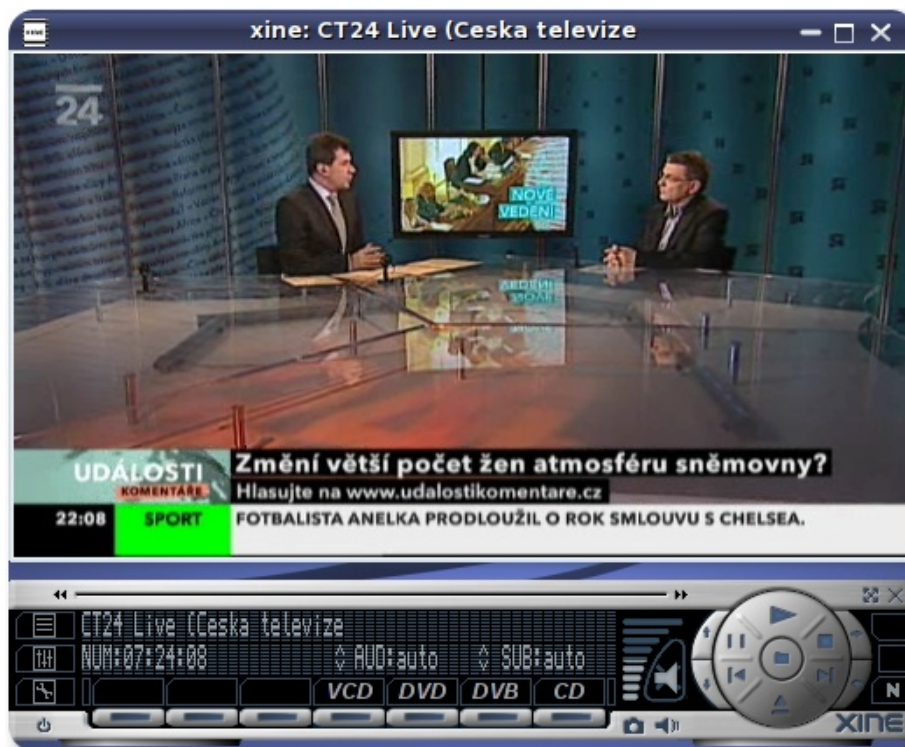 xine: CT24 Live (Ceska televize
24
NOVÉ
VEDENÍ
UDÁLOSTI
KOMENTÁŘE
Změní větší počet žen atmosféru sněmovny?
Hlasujte na www.udalostikomentare.cz
22:08 SPORT FOTBALISTA ANELKA PRODLOUŽIL O ROK SMLOUVU S CHELSEA.
CT24 Live (Ceska televize
NUM:07:24:08 AUD:auto SUB:auto
VCD DVD DVB CD
N
XINE